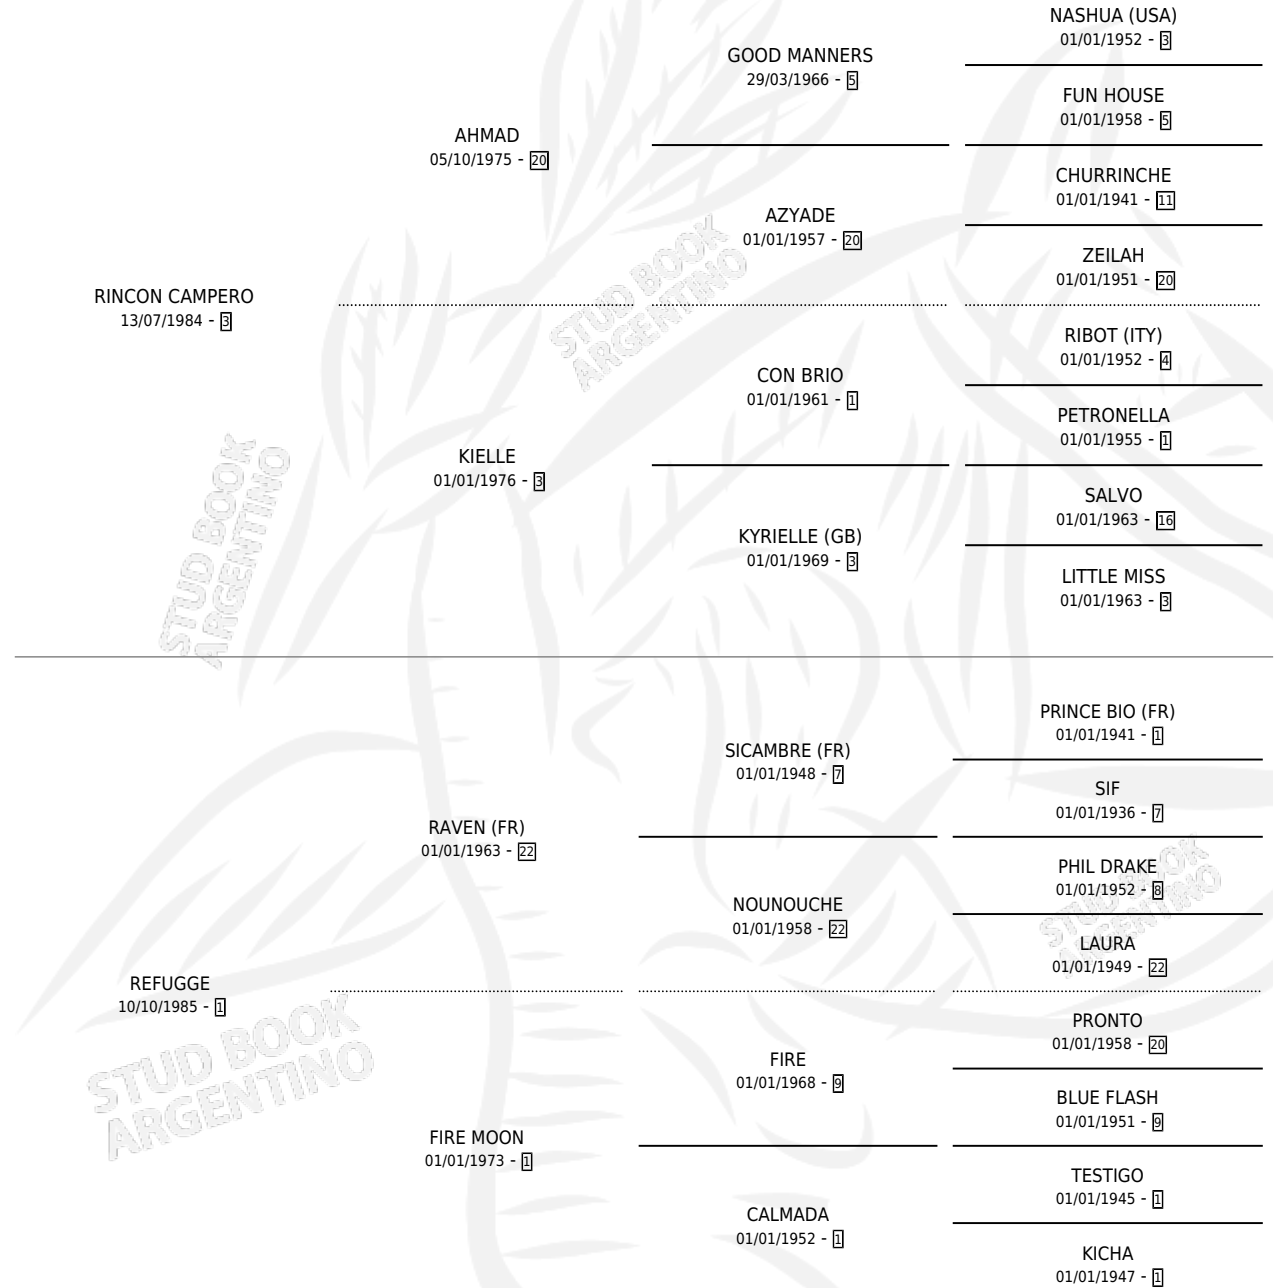 NASHUA (USA)
01/01/1952 - 3
GOOD MANNERS
29/03/1966 - 5
FUN HOUSE
01/01/1958 - 5
AHMAD
05/10/1975 - 20
CHURRINCHE
01/01/1941 - 11
AZYADE
01/01/1957 - 20
ZEILAH
01/01/1951 - 20
RINCON CAMPERO
13/07/1984 - 3
STUD BOOK
ARGENTINO
RIBOT (ITY)
01/01/1952 - 4
CON BRIO
01/01/1961 - 1
PETRONELLA
01/01/1955 - 1
KIELLE
01/01/1976 - 3
SALVO
01/01/1963 - 16
KYRIELLE (GB)
01/01/1969 - 3
LITTLE MISS
01/01/1963 - 3
STUD BOOK
ARGENTINO
PRINCE BIO (FR)
01/01/1941 - 1
SICAMBRE (FR)
01/01/1948 - 7
SIF
01/01/1936 - 7
RAVEN (FR)
01/01/1963 - 22
PHIL DRAKE
01/01/1952 - 8
NOUNOUCHE
01/01/1958 - 22
STUD BOOK
ARGENTINO
LAURA
01/01/1949 - 22
REFUGGE
10/10/1985 - 1
STUD BOOK
ARGENTINO
PRONTO
01/01/1958 - 20
FIRE
01/01/1968 - 9
BLUE FLASH
01/01/1951 - 9
FIRE MOON
01/01/1973 - 1
TESTIGO
01/01/1945 - 1
CALMADA
01/01/1952 - 1
KICHA
01/01/1947 - 1